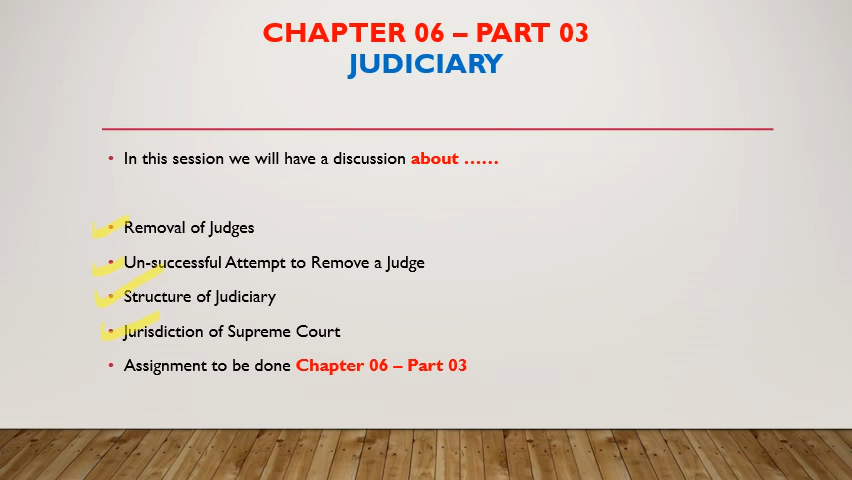 CHAPTER 06 – PART 03
JUDICIARY
• In this session we will have a discussion about ……
• Removal of Judges
• Un-successful Attempt to Remove a Judge
• Structure of Judiciary
• Jurisdiction of Supreme Court
• Assignment to be done Chapter 06 – Part 03